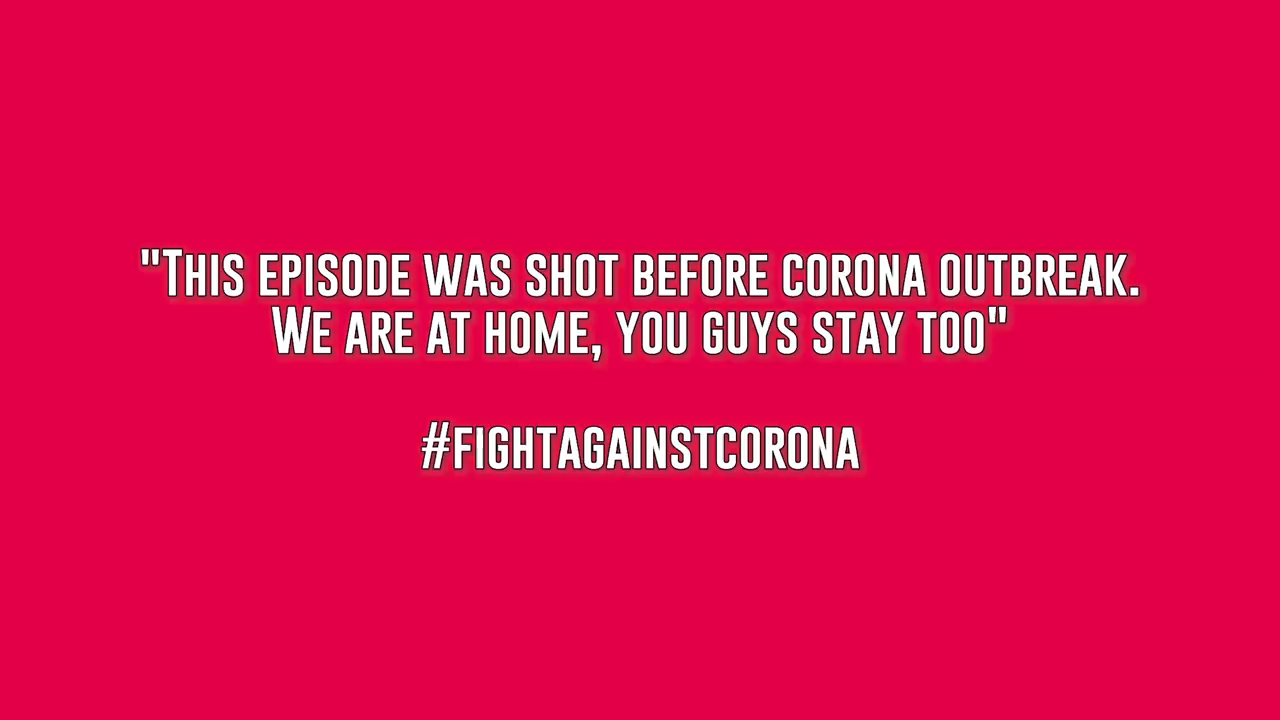 "This episode was shot before corona outbreak.
We are at home, you guys stay too"
#fightagainstcorona